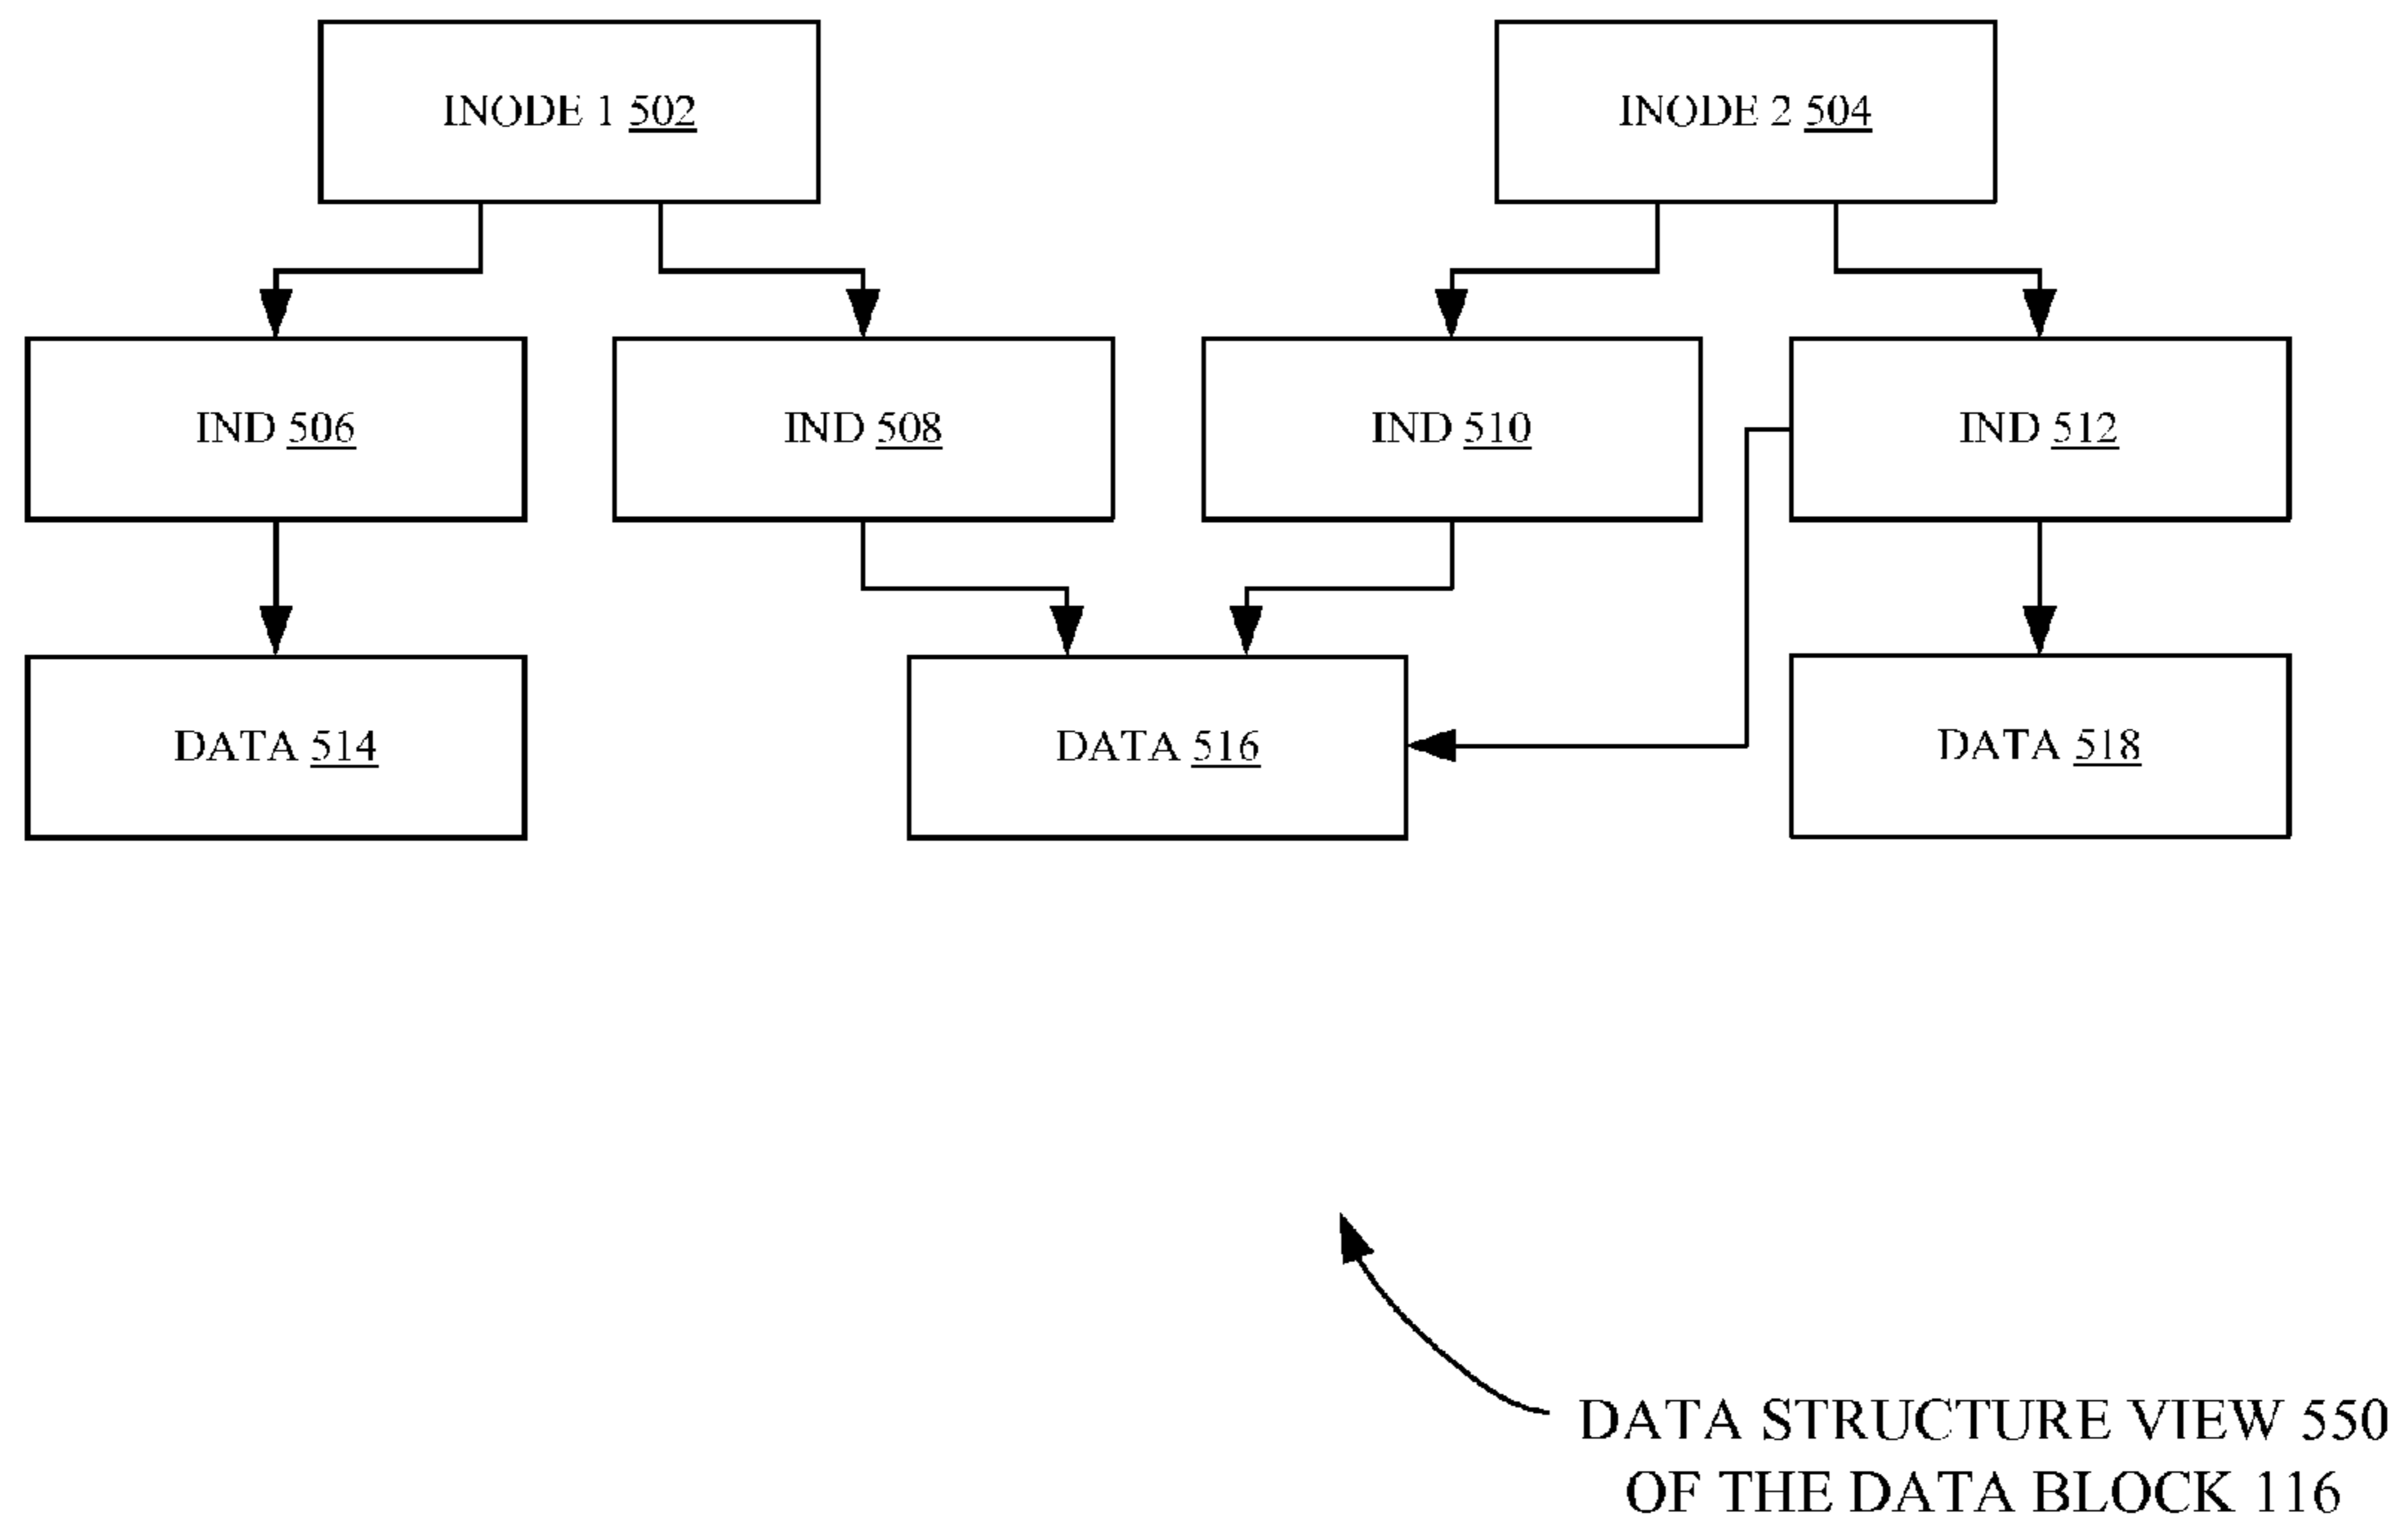 INODE 1 502
INODE 2 504
IND 506
IND 508
IND 510
IND 512
DATA 514
DATA 516
DATA 518
DATA STRUCTURE VIEW 550
OF THE DATA BLOCK 116